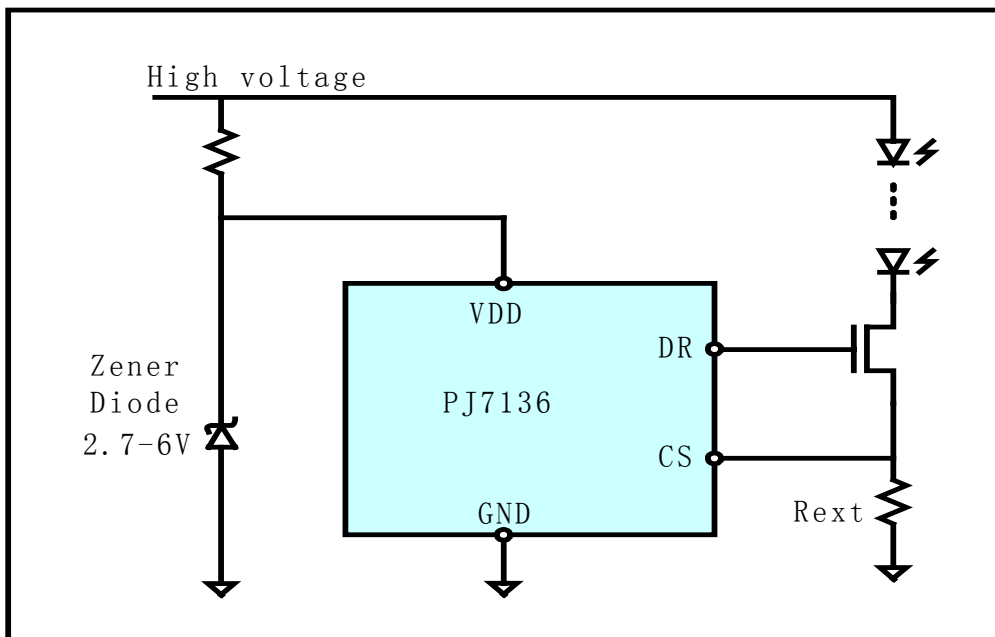 High voltage
VDD
DR
Zener
Diode
2.7-6V
PJ7136
CS
GND
Rext